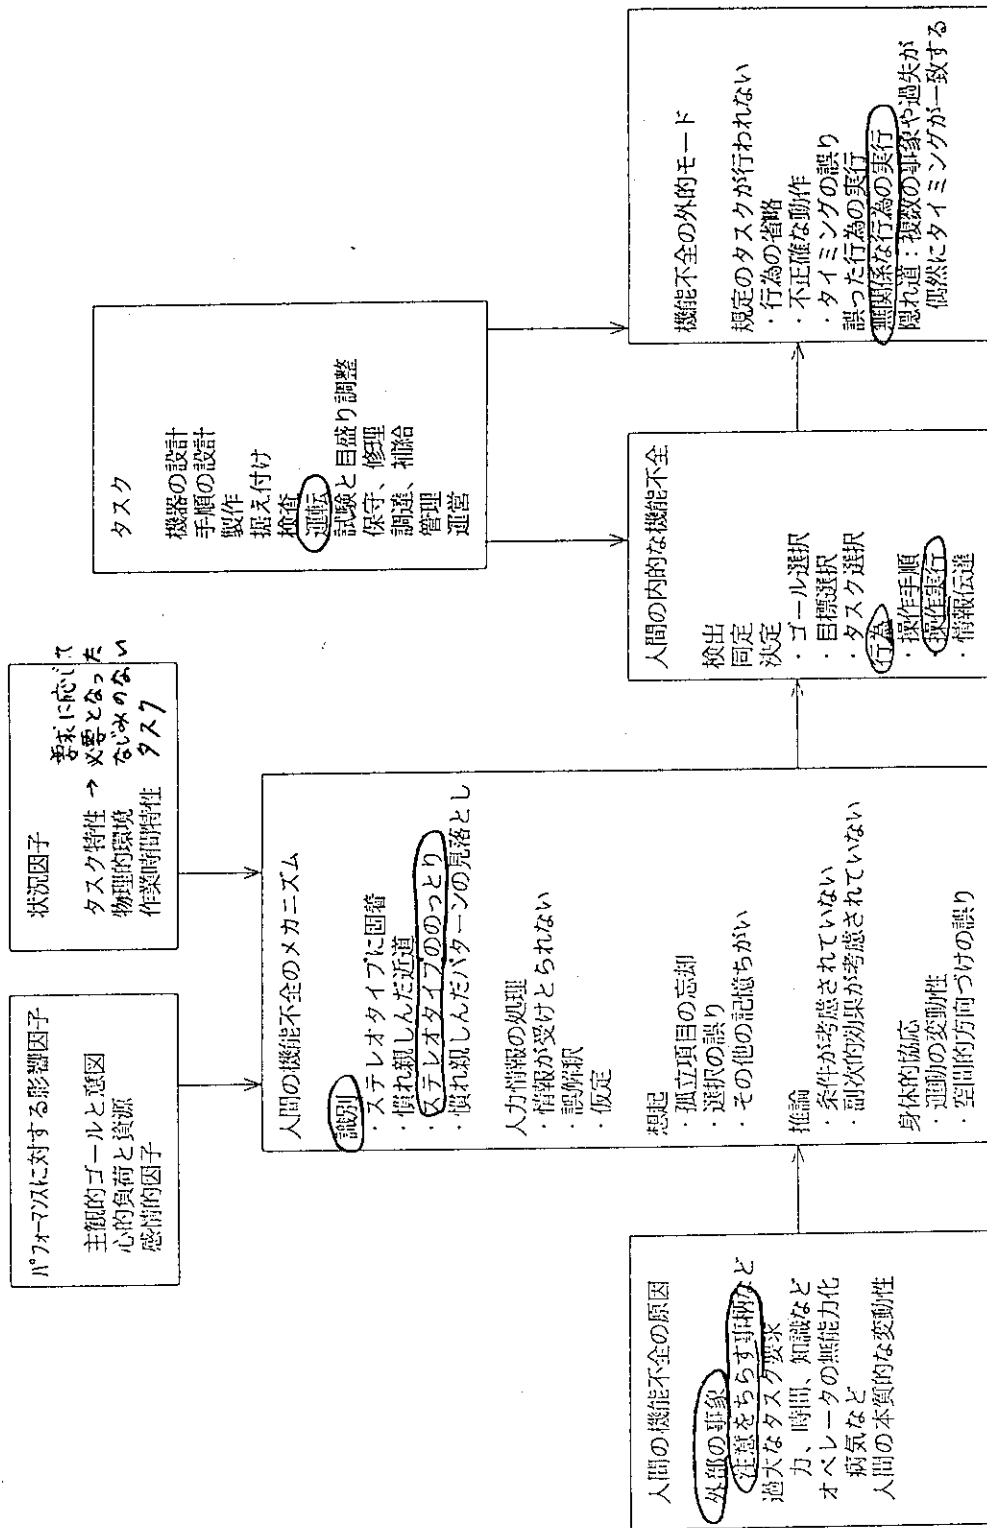 パフォーマンスに対する影響因子
主観的ゴールと意図
心的負荷と資源
感情的因子
状況因子
タスク特性 → 要求に応じて
必要となった
なじみのない
タスク
物理的環境
作業時間特性
タスク
機器の設計
手順の設計
製作
据え付け
検査
運転
試験と目盛り調整
保守、修理
調達、補給
管理
運営
人間の機能不全の原因
外部の事象
注意をちらす事柄など
過大なタスク要求
力、時間、知識など
オペレータの無能力化
病気など
人間の本質的な変動性
人間の機能不全のメカニズム
識別
・ステレオタイプに固着
・慣れ親しんだ近道
・ステレオタイプののっとり
・慣れ親しんだパターンの見落とし
入力情報の処理
・情報が受けとられない
・誤解釈
・仮定
想起
・孤立項目の忘却
・選択の誤り
・その他の記憶ちがい
推論
・条件が考慮されていない
・副次的効果が考慮されていない
身体的協応
・運動の変動性
・空間的方向づけの誤り
人間の内的な機能不全
検出
同定
決定
・ゴール選択
・目標選択
・タスク選択
行為
・操作手順
・操作実行
・情報伝達
機能不全の外的モード
規定のタスクが行われない
・行為の省略
・不正確な動作
・タイミングの誤り
誤った行為の実行
無関係な行為の実行
隠れ道：複数の事象や過失が
偶然にタイミングが一致する